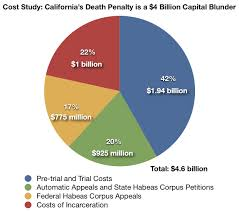 Cost Study: California's Death Penalty is a $4 Billion Capital Blunder
22%
$1 billion
42%
$1.94 billion
17%
$775 million
20%
$925 million
Total: $4.6 billion
Pre-trial and Trial Costs
Automatic Appeals and State Habeas Corpus Petitions
Federal Habeas Corpus Appeals
Costs of Incarceration